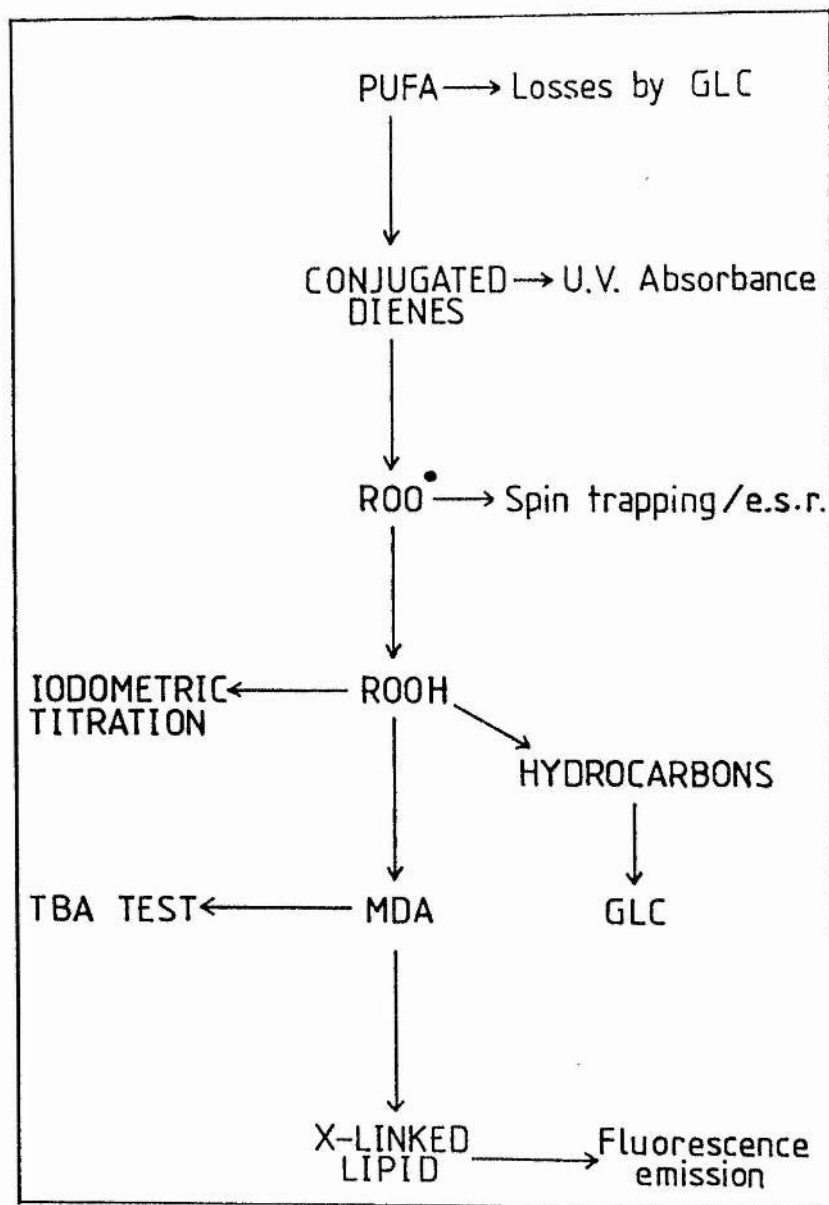 PUFA → Losses by GLC
CONJUGATED → U.V. Absorbance
DIENES
ROO• → Spin trapping/e.s.r.
IODOMETRIC ← ROOH
TITRATION
HYDROCARBONS
TBA TEST ← MDA
GLC
X-LINKED → Fluorescence
LIPID emission